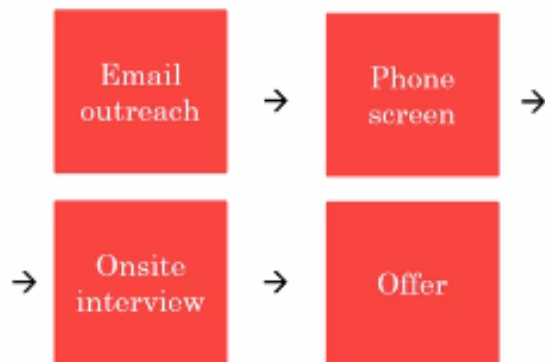 Email
outreach
Phone
screen
Onsite
interview
Offer